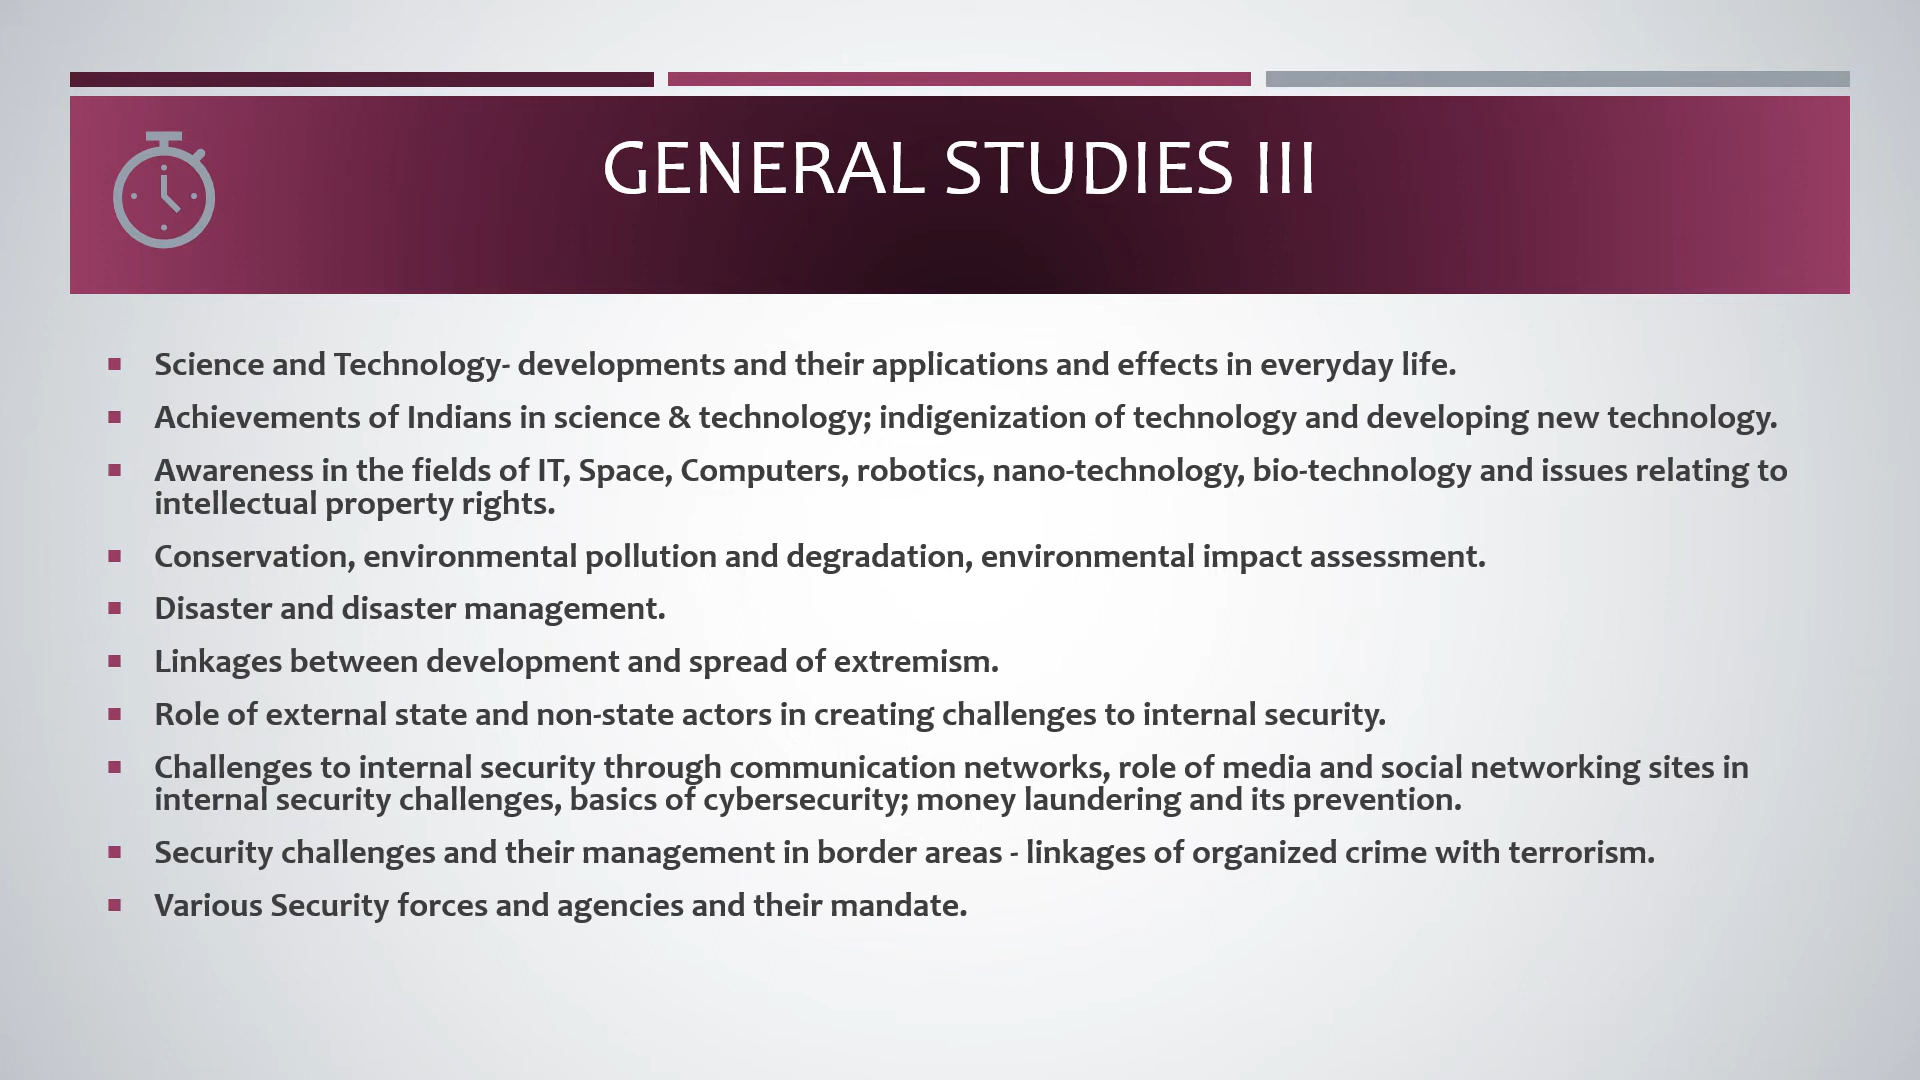 GENERAL STUDIES III
Science and Technology- developments and their applications and effects in everyday life.
Achievements of Indians in science & technology; indigenization of technology and developing new technology.
Awareness in the fields of IT, Space, Computers, robotics, nano-technology, bio-technology and issues relating to
intellectual property rights.
Conservation, environmental pollution and degradation, environmental impact assessment.
Disaster and disaster management.
Linkages between development and spread of extremism.
Role of external state and non-state actors in creating challenges to internal security.
Challenges to internal security through communication networks, role of media and social networking sites in
internal security challenges, basics of cybersecurity; money laundering and its prevention.
Security challenges and their management in border areas - linkages of organized crime with terrorism.
Various Security forces and agencies and their mandate.